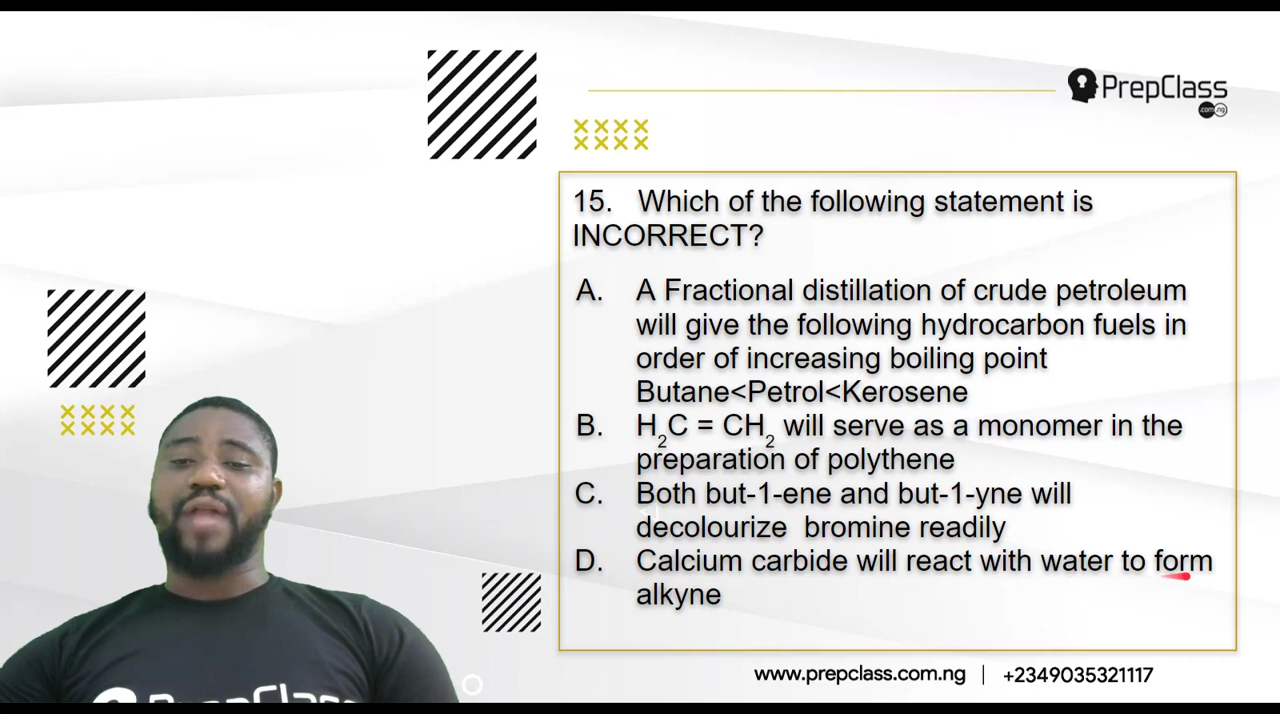 PrepClass
.com.ng
15. Which of the following statement is
INCORRECT?
A. A Fractional distillation of crude petroleum
will give the following hydrocarbon fuels in
order of increasing boiling point
Butane<Petrol<Kerosene
B. H₂C = CH₂ will serve as a monomer in the
preparation of polythene
C. Both but-1-ene and but-1-yne will
decolourize bromine readily
D. Calcium carbide will react with water to form
alkyne
www.prepclass.com.ng | +2349035321117
PrepClass